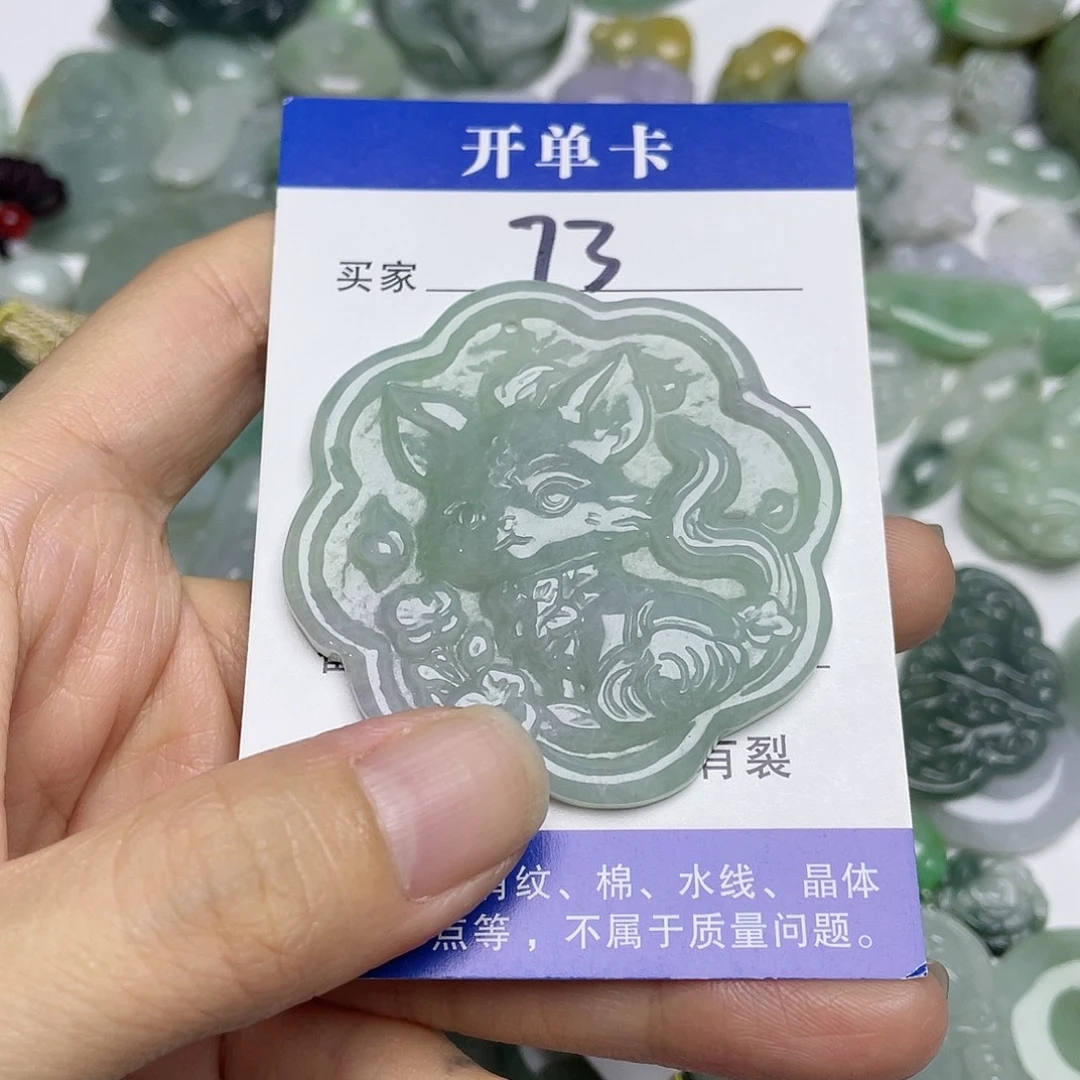 开单卡
买家 73
有裂
有纹、棉、水线、晶体
点等，不属于质量问题。